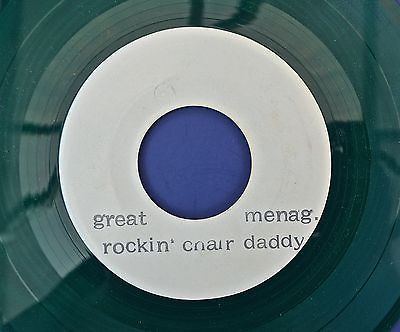 great menag.
rockin' chair daddy